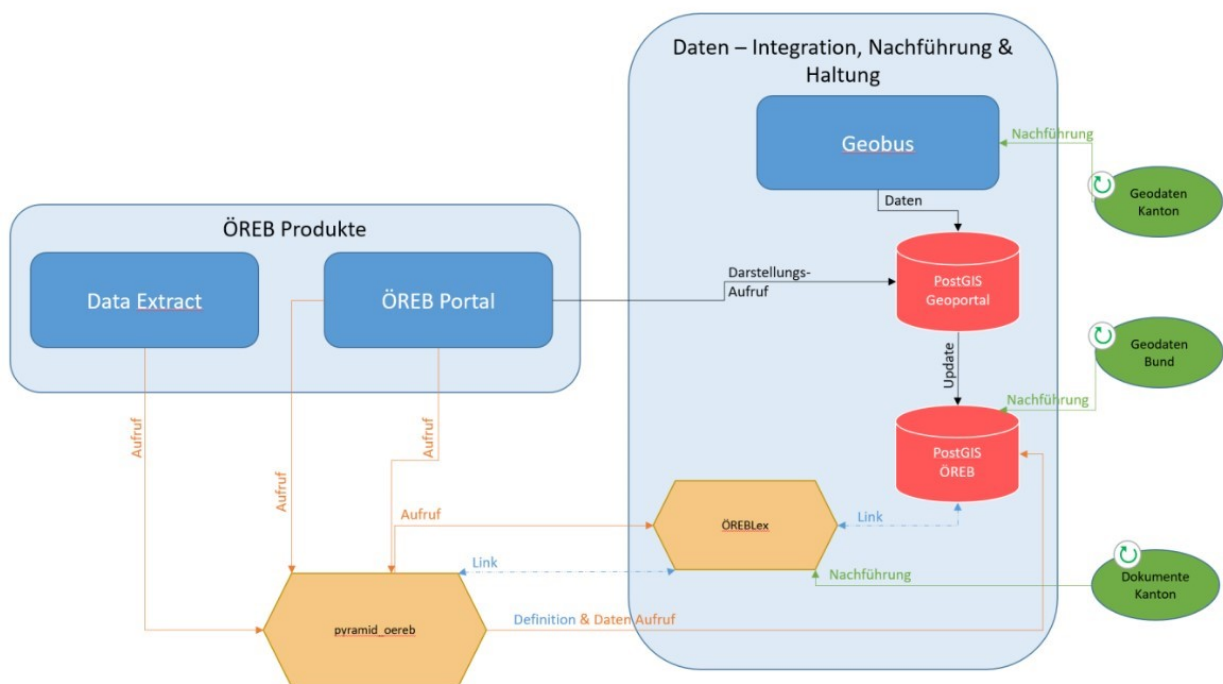 Daten – Integration, Nachführung &
Haltung
Geobus
Nachführung
Geodaten
Kanton
Daten
ÖREB Produkte
Data Extract
ÖREB Portal
Darstellungs-
Aufruf
PostGIS
Geoportal
Update
Geodaten
Bund
Nachführung
PostGIS
ÖREB
Aufruf
Aufruf
Aufruf
Aufruf
ÖREBLex
Link
Link
Nachführung
Dokumente
Kanton
pyramid_oereb
Definition & Daten Aufruf